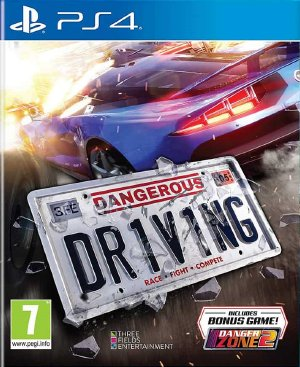 PS4
DANGEROUS
DR1V1NG
RACE • FIGHT • COMPETE
INCLUDES
BONUS GAME!
DANGER
ZONE 2
7
www.pegi.info
THREE
FIELDS
ENTERTAINMENT